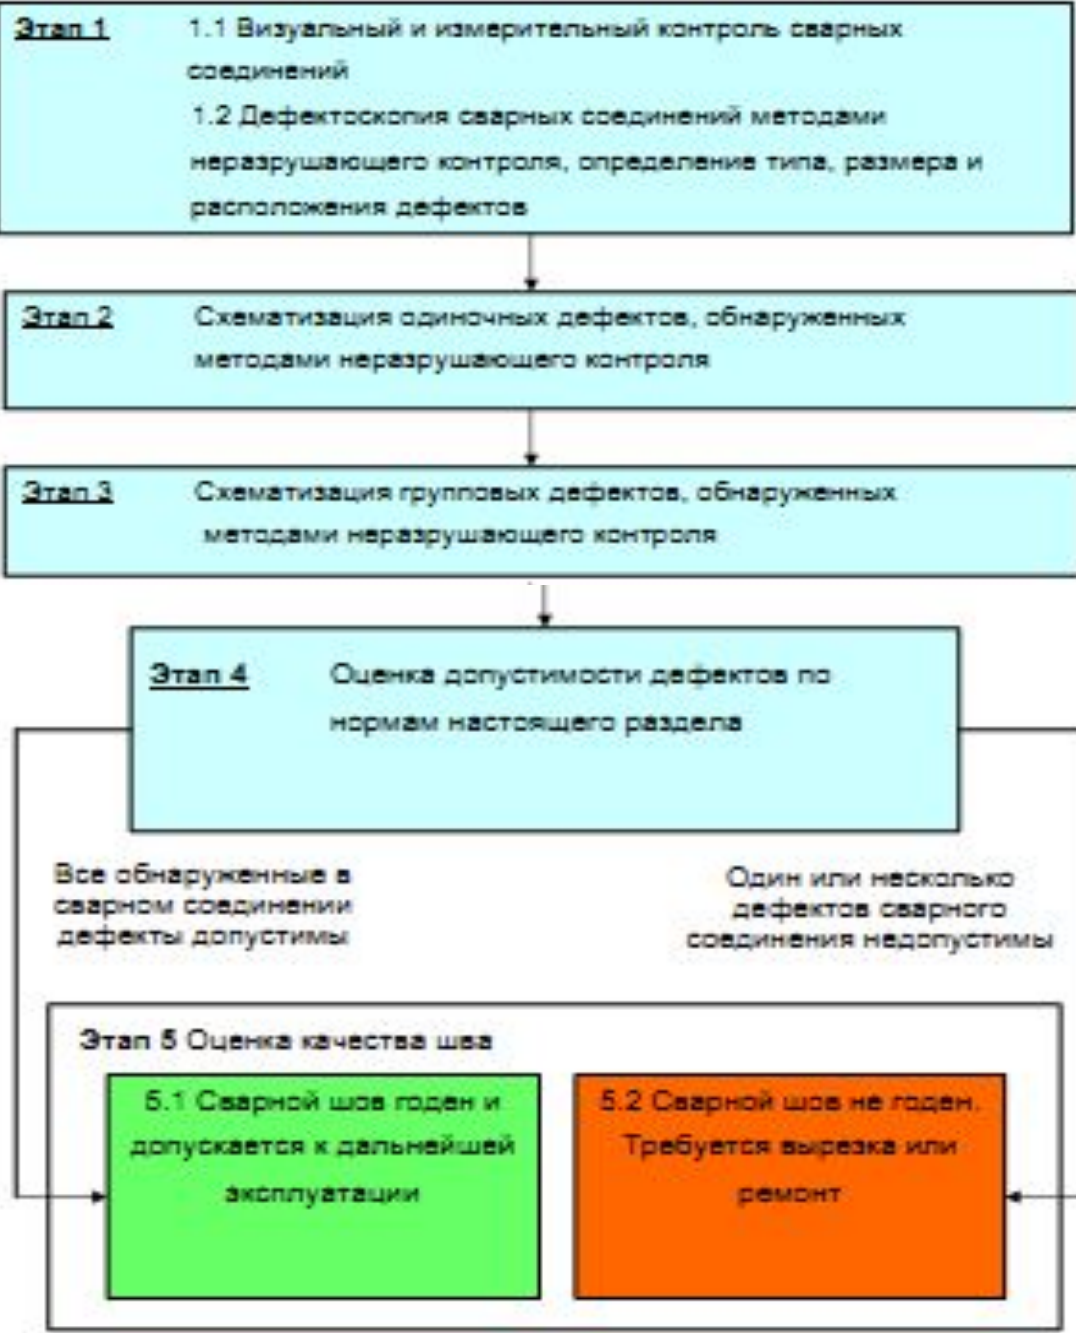 Этап 1 1.1 Визуальный и измерительный контроль сварных
соединений
1.2 Дефектоскопия сварных соединений методами
неразрушающего контроля, определение типа, размера и
расположения дефектов
Этап 2 Схематизация одиночных дефектов, обнаруженных
методами неразрушающего контроля
Этап 3 Схематизация групповых дефектов, обнаруженных
методами неразрушающего контроля
Этап 4 Оценка допустимости дефектов по
нормам настоящего раздела
Все обнаруженные в
сварном соединении
дефекты допустимы
Один или несколько
дефектов сварного
соединения недопустимы
Этап 5 Оценка качества шва
5.1 Сварной шов годен и
допускается к дальнейшей
эксплуатации
5.2 Сварной шов не годен.
Требуется вырезка или
ремонт